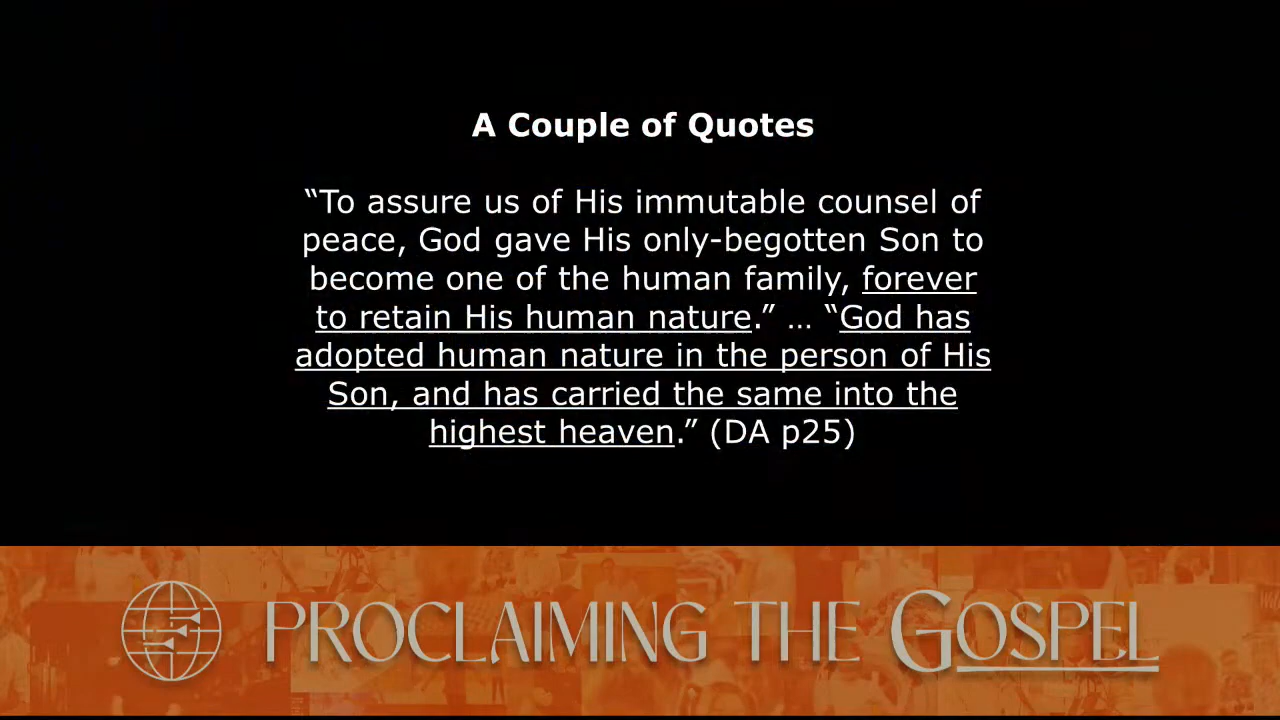 A Couple of Quotes
“To assure us of His immutable counsel of
peace, God gave His only-begotten Son to
become one of the human family, forever
to retain His human nature.” … “God has
adopted human nature in the person of His
Son, and has carried the same into the
highest heaven.” (DA p25)
PROCLAIMING THE GOSPEL